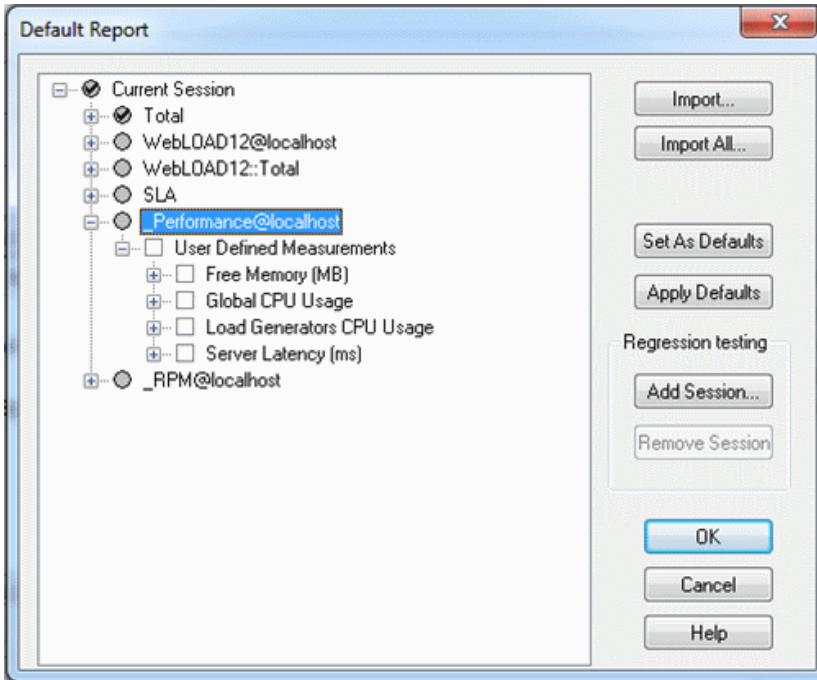 Default Report
Current Session
Total
WebLOAD12@localhost
WebLOAD12::Total
SLA
_Performance@localhost
User Defined Measurements
Free Memory (MB)
Global CPU Usage
Load Generators CPU Usage
Server Latency (ms)
_RPM@localhost
Import...
Import All...
Set As Defaults
Apply Defaults
Regression testing
Add Session...
Remove Session
OK
Cancel
Help